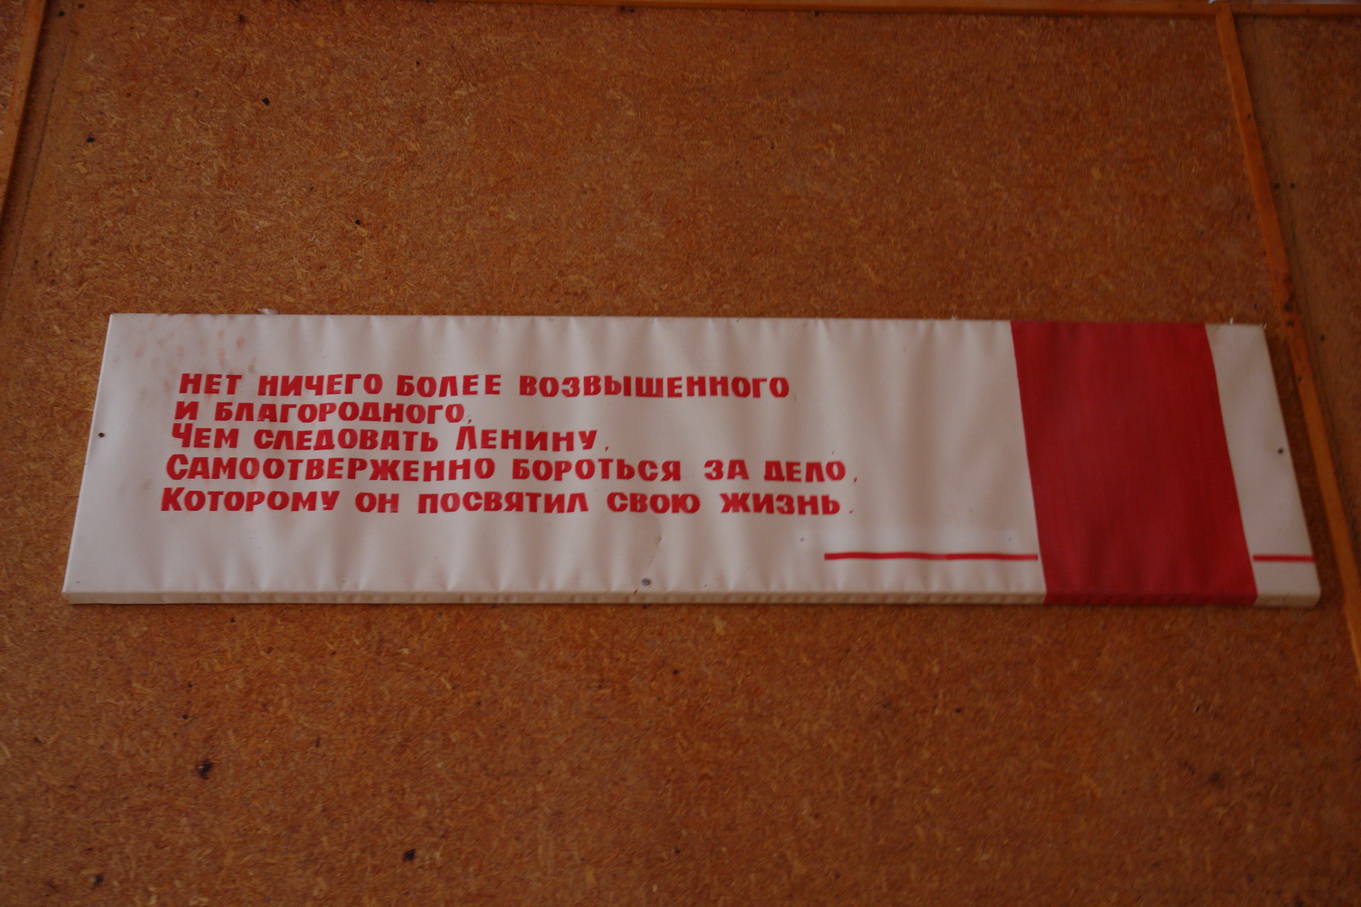 Нет ничего более возвышенного
и благородного,
Чем следовать Ленину,
Самоотверженно бороться за дело,
Которому он посвятил свою жизнь.